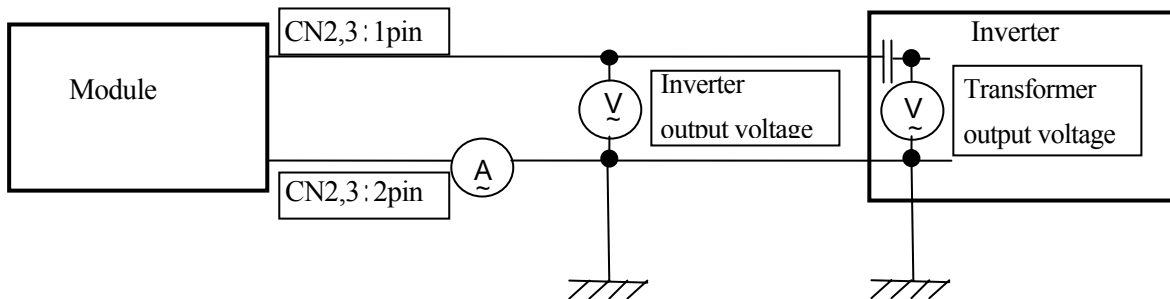 CN2,3：1pin
Inverter
Module
V
~
Inverter
output voltage
V
~
Transformer
output voltage
A
~
CN2,3：2pin